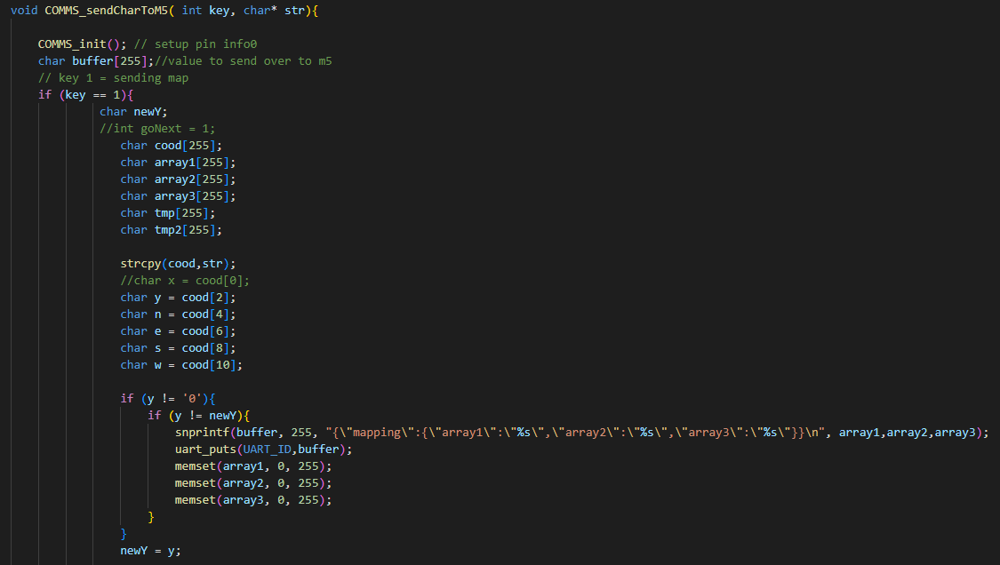 void COMMS_sendCharToM5( int key, char* str){
COMMS_init(); // setup pin info0
char buffer[255];//value to send over to m5
// key 1 = sending map
if (key == 1){
char newY;
//int goNext = 1;
char cood[255];
char array1[255];
char array2[255];
char array3[255];
char tmp[255];
char tmp2[255];
strcpy(cood,str);
//char x = cood[0];
char y = cood[2];
char n = cood[4];
char e = cood[6];
char s = cood[8];
char w = cood[10];
if (y != '0'){
if (y != newY){
snprintf(buffer, 255, "{\"mapping\":{\"array1\":\"%s\",\"array2\":\"%s\",\"array3\":\"%s\"}}\n", array1,array2,array3);
uart_puts(UART_ID,buffer);
memset(array1, 0, 255);
memset(array2, 0, 255);
memset(array3, 0, 255);
}
}
newY = y;